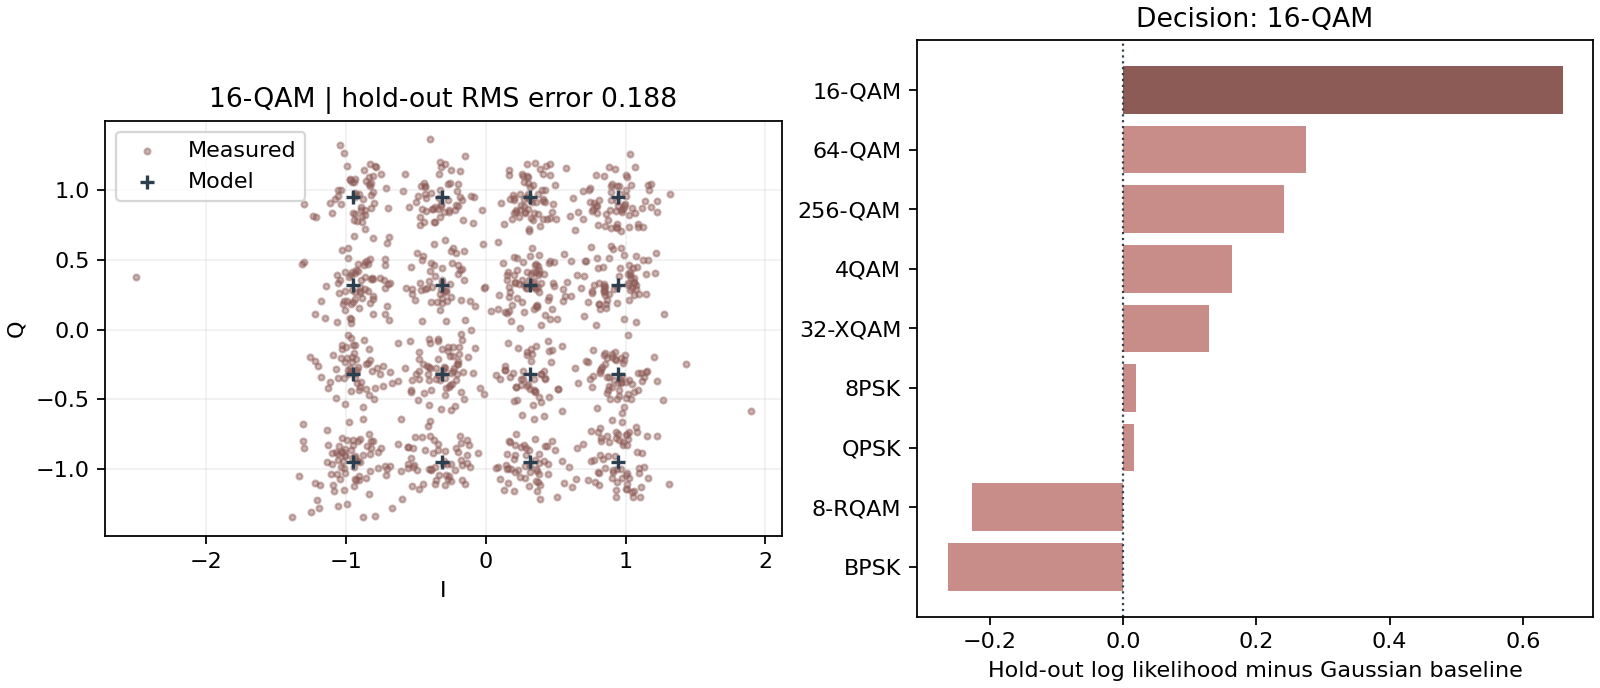 16-QAM | hold-out RMS error 0.188
Measured
Model
Q
1.0
0.5
0.0
−0.5
−1.0
−2
−1
0
1
2
I
Decision: 16-QAM
16-QAM
64-QAM
256-QAM
4QAM
32-XQAM
8PSK
QPSK
8-RQAM
BPSK
−0.2
0.0
0.2
0.4
0.6
Hold-out log likelihood minus Gaussian baseline